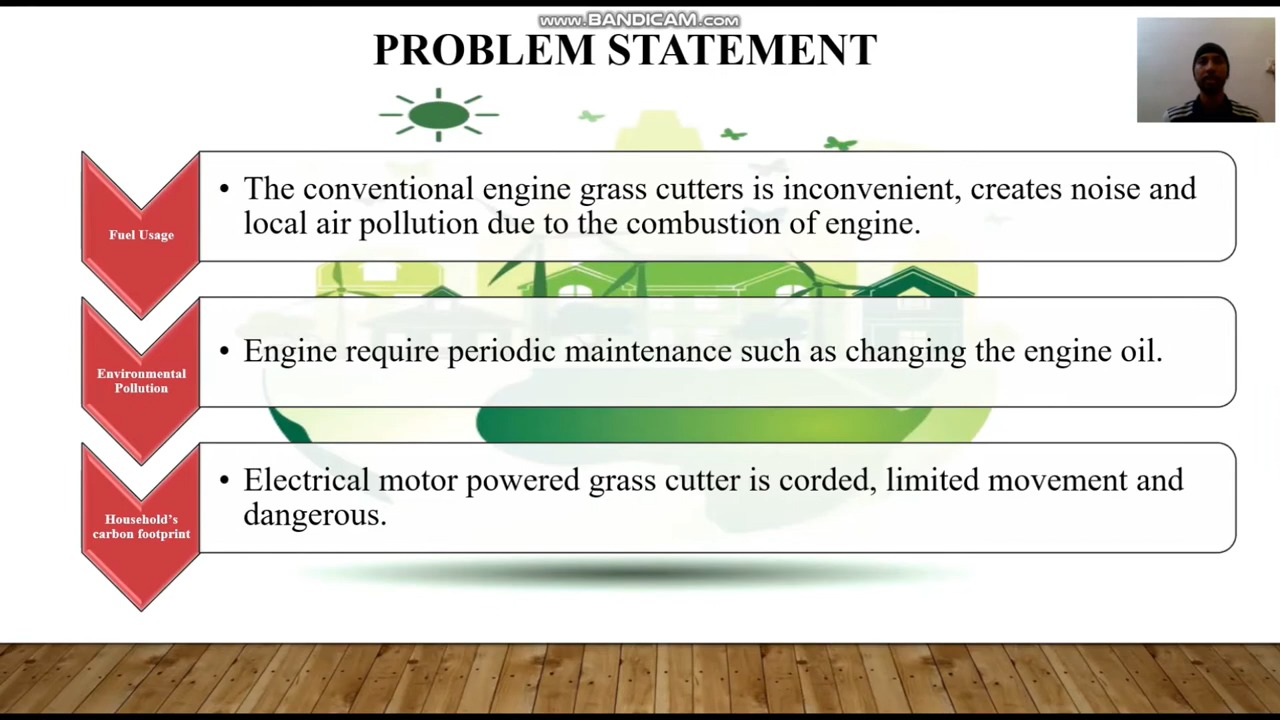 www.BANDICAM.com
PROBLEM STATEMENT
Fuel Usage
• The conventional engine grass cutters is inconvenient, creates noise and
local air pollution due to the combustion of engine.
Environmental
Pollution
• Engine require periodic maintenance such as changing the engine oil.
Household's
carbon footprint
• Electrical motor powered grass cutter is corded, limited movement and
dangerous.